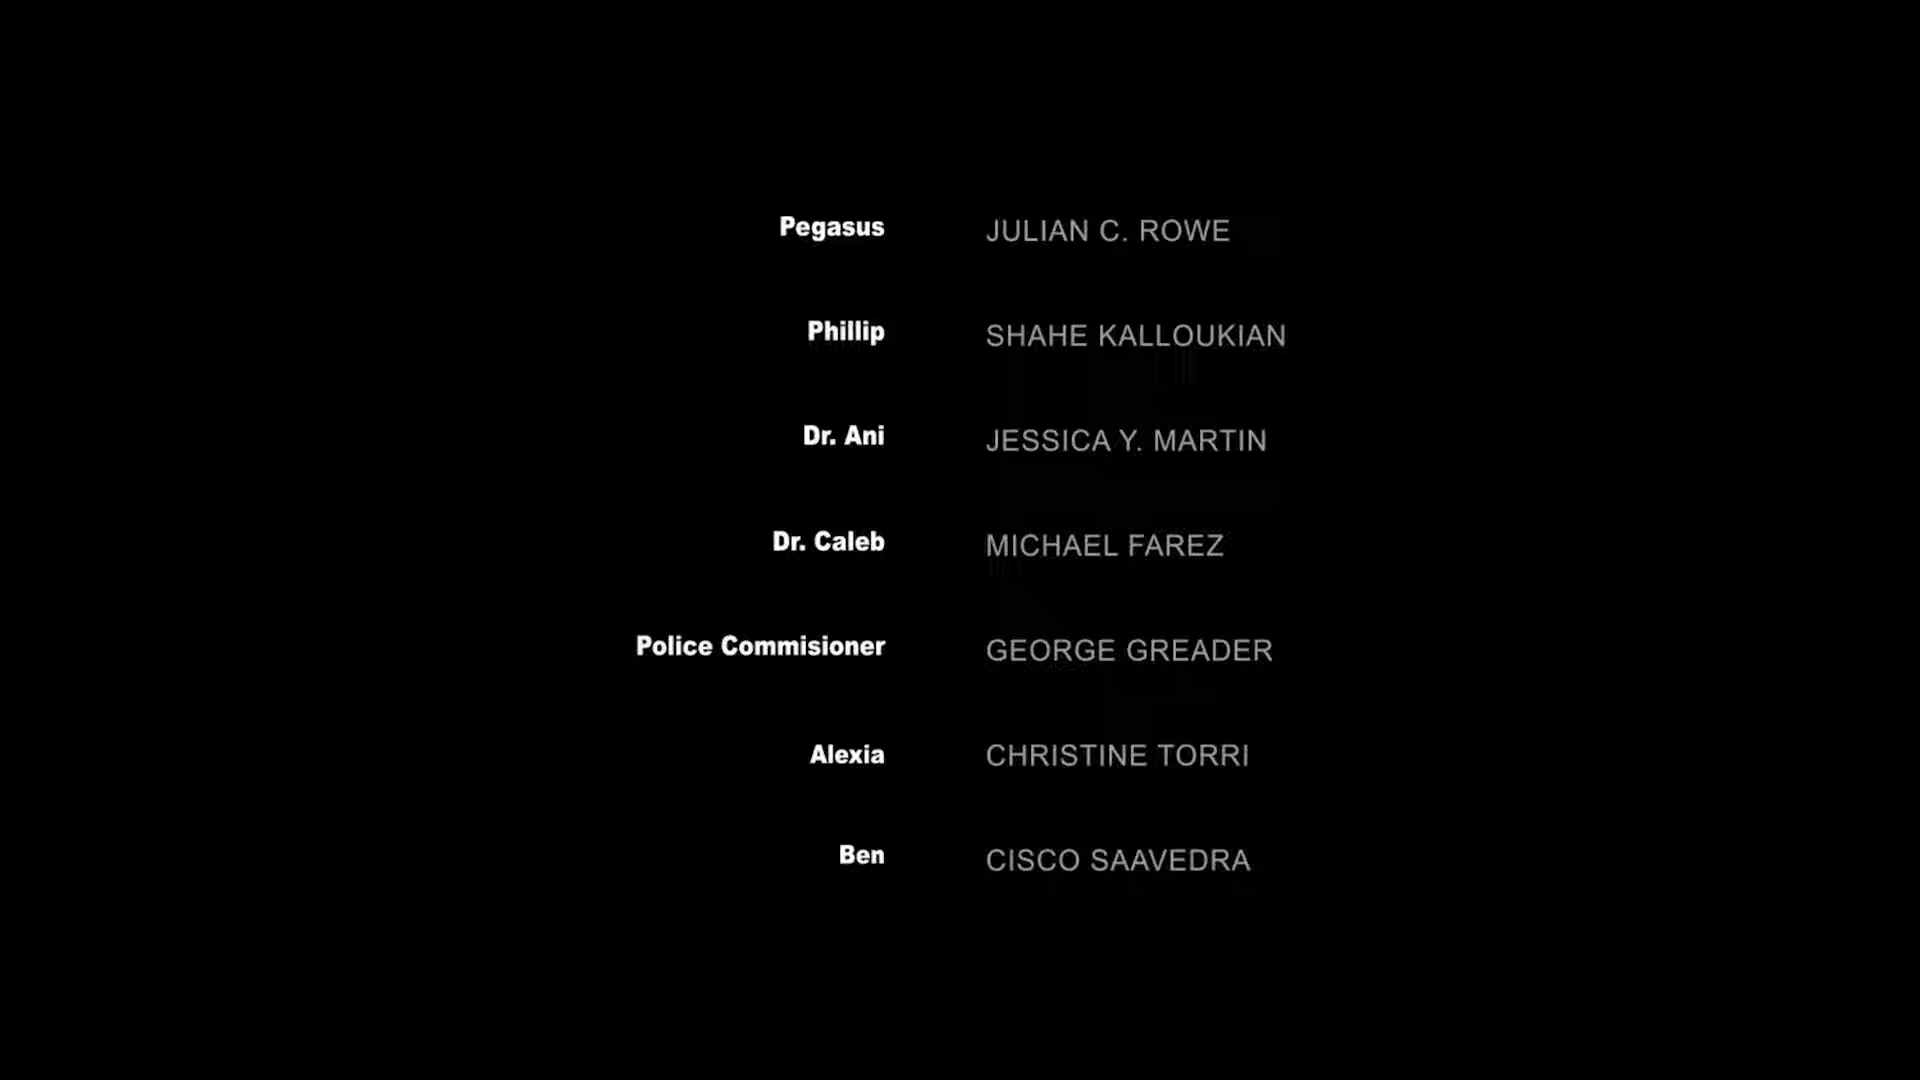 Pegasus JULIAN C. ROWE
Phillip SHAHE KALLOUKIAN
Dr. Ani JESSICA Y. MARTIN
Dr. Caleb MICHAEL FAREZ
Police Commisioner GEORGE GREADER
Alexia CHRISTINE TORRI
Ben CISCO SAAVEDRA